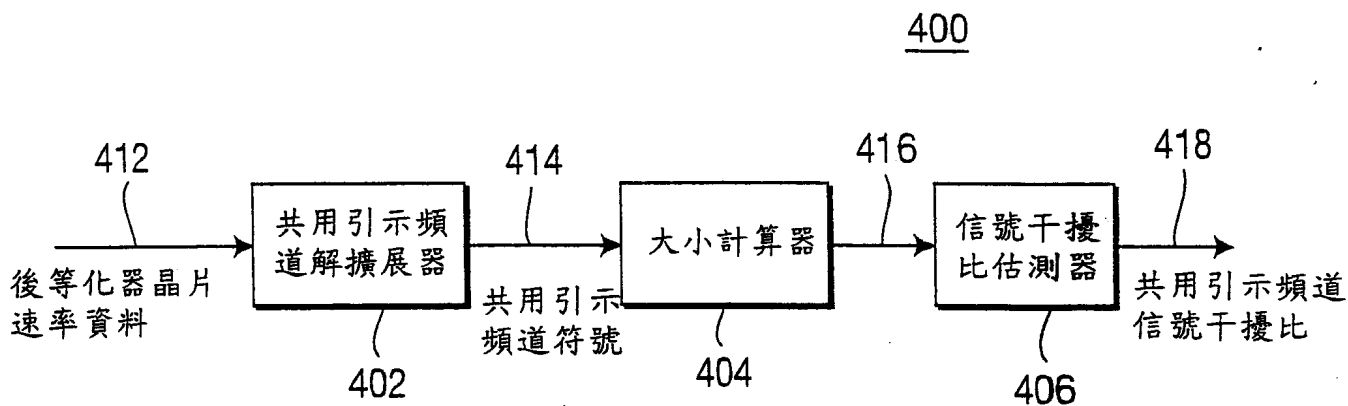 400
412
414
416
418
共用引示頻
道解擴展器
大小計算器
信號干擾
比估測器
後等化器晶片
速率資料
共用引示
頻道符號
共用引示頻道
信號干擾比
402
404
406